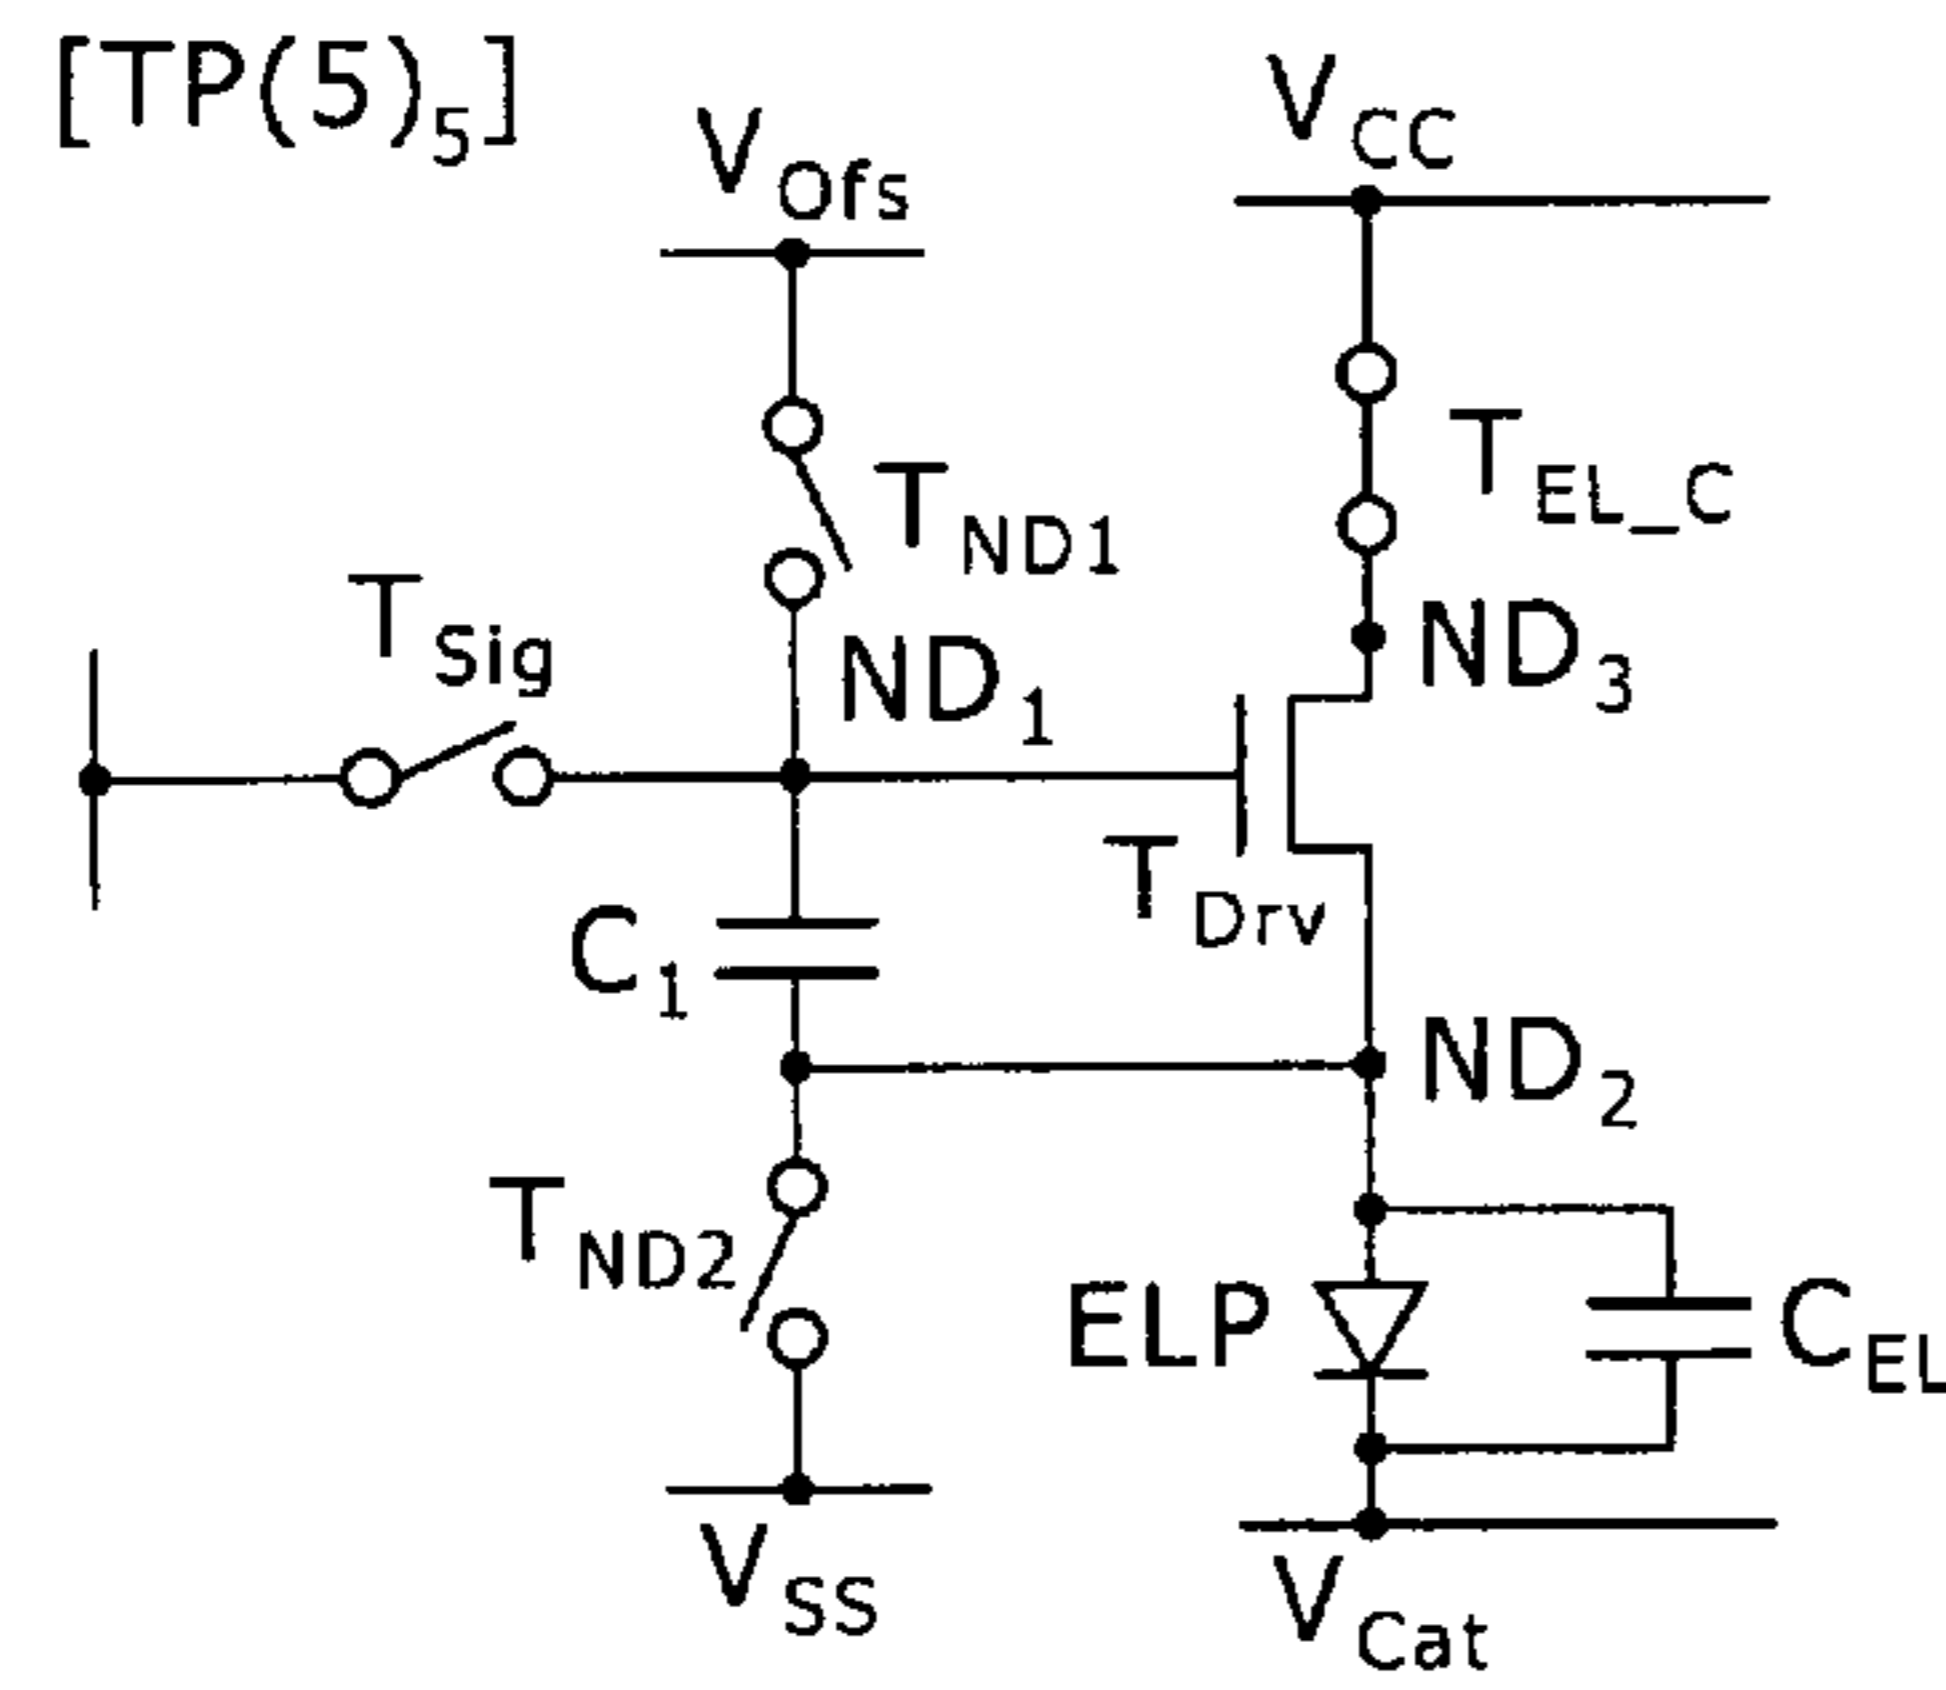 [TP(5)5]
VOfs
VCC
TND1
TEL_C
TSig
ND1
ND3
TDrv
C1
ND2
TND2
ELP
CEL
VSS
VCat